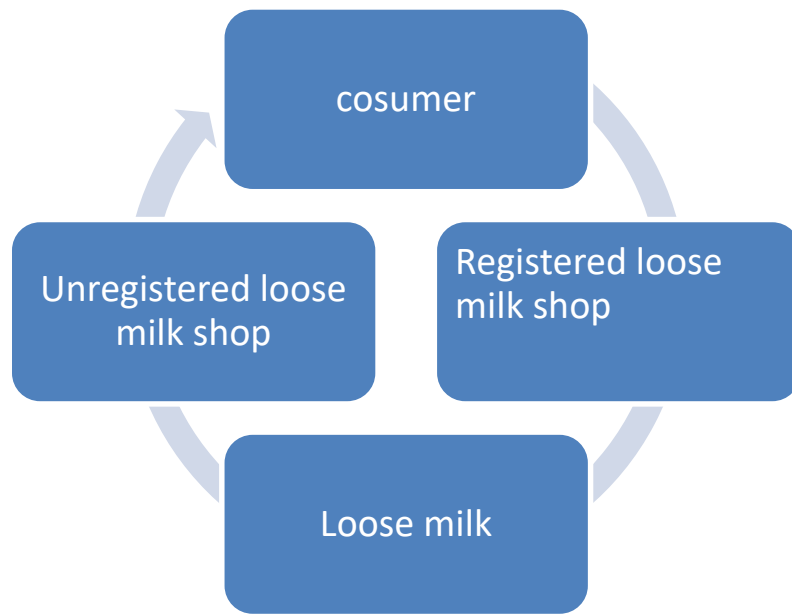 cosumer
Unregistered loose
milk shop
Registered loose
milk shop
Loose milk